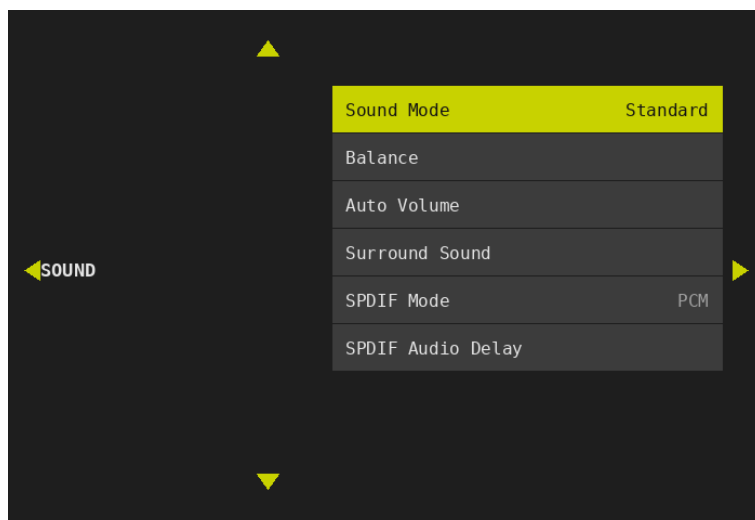 Sound Mode Standard
Balance
Auto Volume
Surround Sound
SOUND
SPDIF Mode PCM
SPDIF Audio Delay